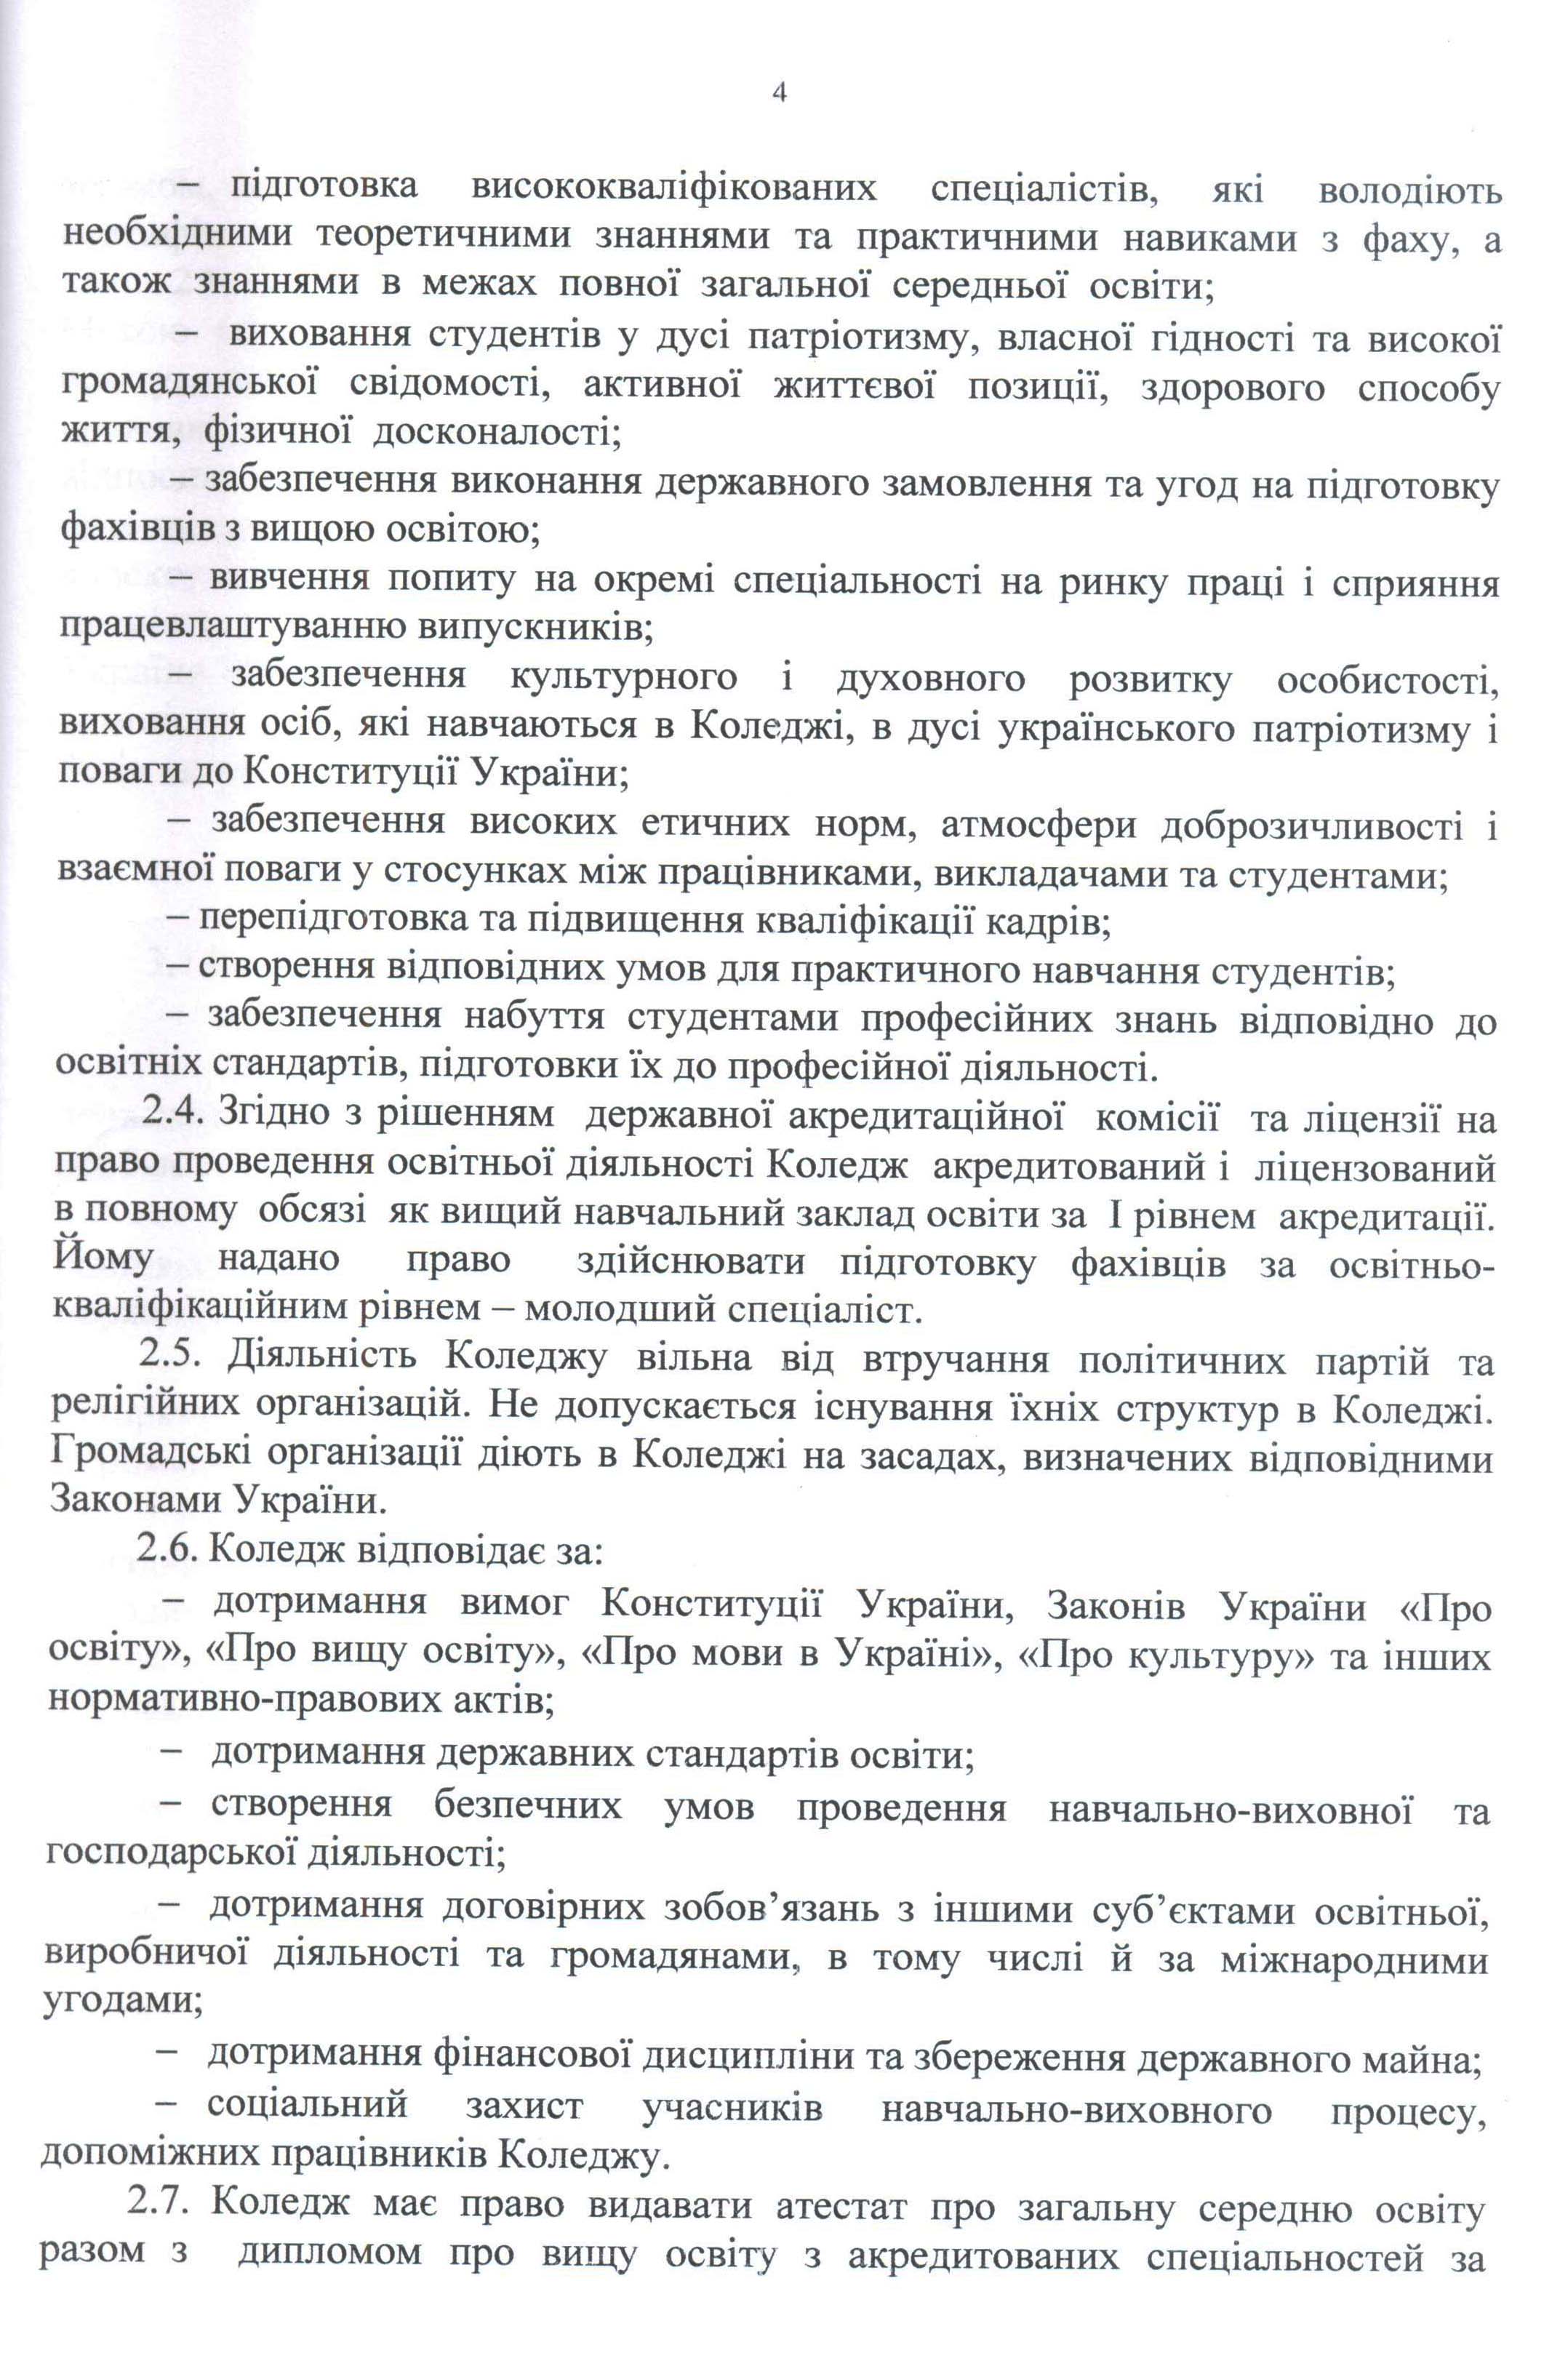 4
– підготовка висококваліфікованих спеціалістів, які володіють
необхідними теоретичними знаннями та практичними навиками з фаху, а
також знаннями в межах повної загальної середньої освіти;
– виховання студентів у дусі патріотизму, власної гідності та високої
громадянської свідомості, активної життєвої позиції, здорового способу
життя, фізичної досконалості;
– забезпечення виконання державного замовлення та угод на підготовку
фахівців з вищою освітою;
– вивчення попиту на окремі спеціальності на ринку праці і сприяння
працевлаштуванню випускників;
– забезпечення культурного і духовного розвитку особистості,
виховання осіб, які навчаються в Коледжі, в дусі українського патріотизму і
поваги до Конституції України;
– забезпечення високих етичних норм, атмосфери доброзичливості і
взаємної поваги у стосунках між працівниками, викладачами та студентами;
– перепідготовка та підвищення кваліфікації кадрів;
– створення відповідних умов для практичного навчання студентів;
– забезпечення набуття студентами професійних знань відповідно до
освітніх стандартів, підготовки їх до професійної діяльності.
2.4. Згідно з рішенням державної акредитаційної комісії та ліцензії на
право проведення освітньої діяльності Коледж акредитований і ліцензований
в повному обсязі як вищий навчальний заклад освіти за І рівнем акредитації.
Йому надано право здійснювати підготовку фахівців за освітньо-
кваліфікаційним рівнем – молодший спеціаліст.
2.5. Діяльність Коледжу вільна від втручання політичних партій та
релігійних організацій. Не допускається існування їхніх структур в Коледжі.
Громадські організації діють в Коледжі на засадах, визначених відповідними
Законами України.
2.6. Коледж відповідає за:
– дотримання вимог Конституції України, Законів України «Про
освіту», «Про вищу освіту», «Про мови в Україні», «Про культуру» та інших
нормативно-правових актів;
– дотримання державних стандартів освіти;
– створення безпечних умов проведення навчально-виховної та
господарської діяльності;
– дотримання договірних зобов’язань з іншими суб’єктами освітньої,
виробничої діяльності та громадянами, в тому числі й за міжнародними
угодами;
– дотримання фінансової дисципліни та збереження державного майна;
– соціальний захист учасників навчально-виховного процесу,
допоміжних працівників Коледжу.
2.7. Коледж має право видавати атестат про загальну середню освіту
разом з дипломом про вищу освіту з акредитованих спеціальностей за